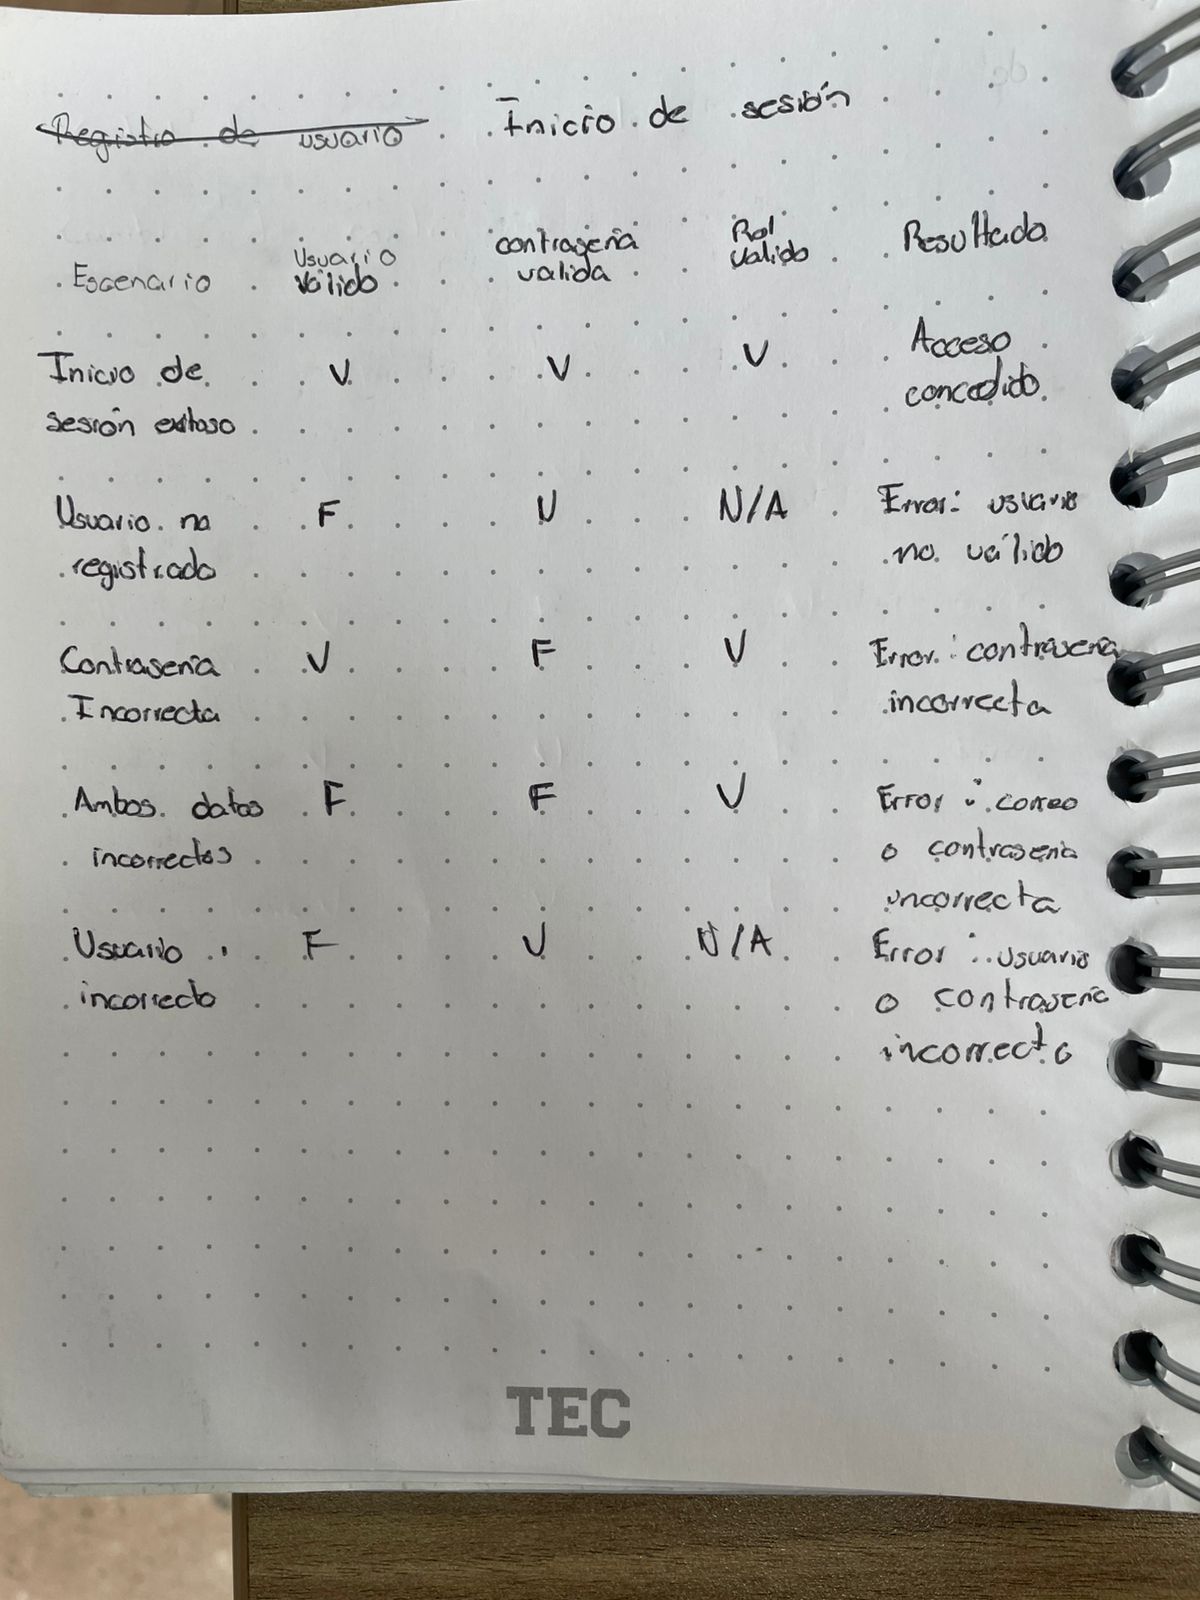 Registro de usuario Inicio de sesión
Escenario Usuario válido contraseña valida Rol valido Resultado
Inicio de V V V Acceso
sesión exitoso concedido
Usuario no F V N/A Error: usuario
registrado no válido
Contraseña V F V Error: contraseña
Incorrecta incorrecta
Ambos datos F F V Error: correo
incorrectos o contraseña
incorrecta
Usuario F V N/A Error: usuario
incorrecto o contraseña
incorrecto
TEC